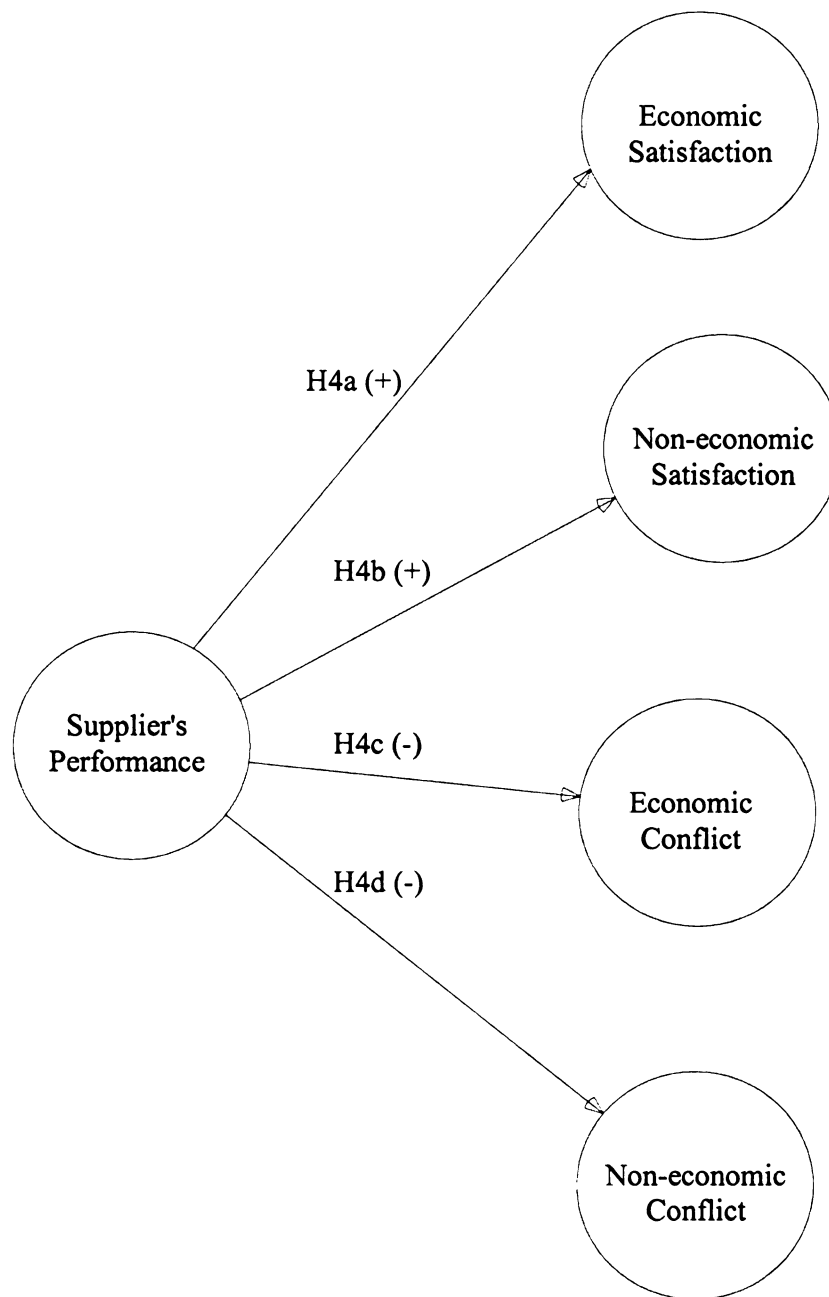 Economic
Satisfaction
H4a (+)
Non-economic
Satisfaction
H4b (+)
Supplier's
Performance
H4c (-)
Economic
Conflict
H4d (-)
Non-economic
Conflict